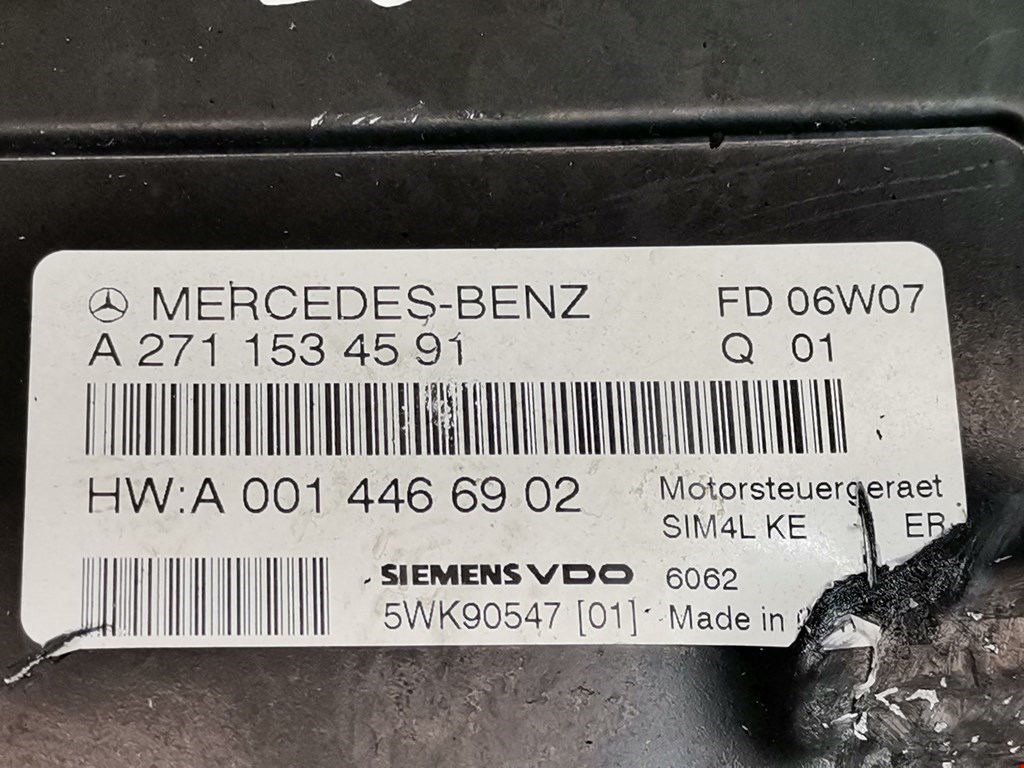 MERCEDES-BENZ FD 06W07
A 271 153 45 91 Q 01
HW:A 001 446 69 02 Motorsteuergeraet
SIM4L KE ER
SIEMENS VDO 6062
5WK90547 [01] Made in